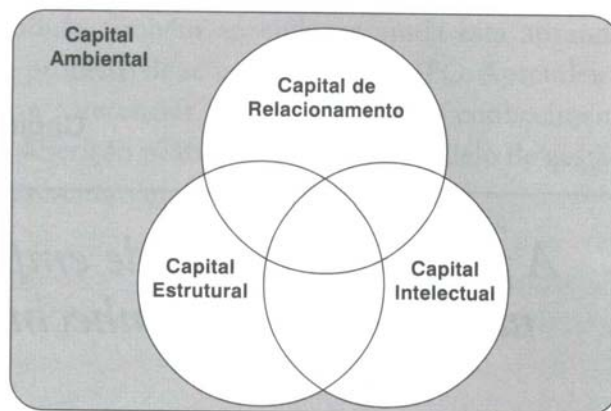 Capital
Ambiental
Capital de
Relacionamento
Capital
Estrutural
Capital
Intelectual